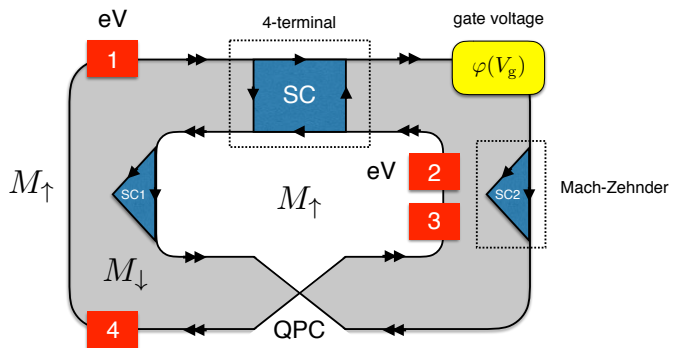 eV
4-terminal
gate voltage
1
SC
φ(V_g)
M↑
SC1
M↑
eV
2
3
SC2
Mach-Zehnder
M↓
4
QPC